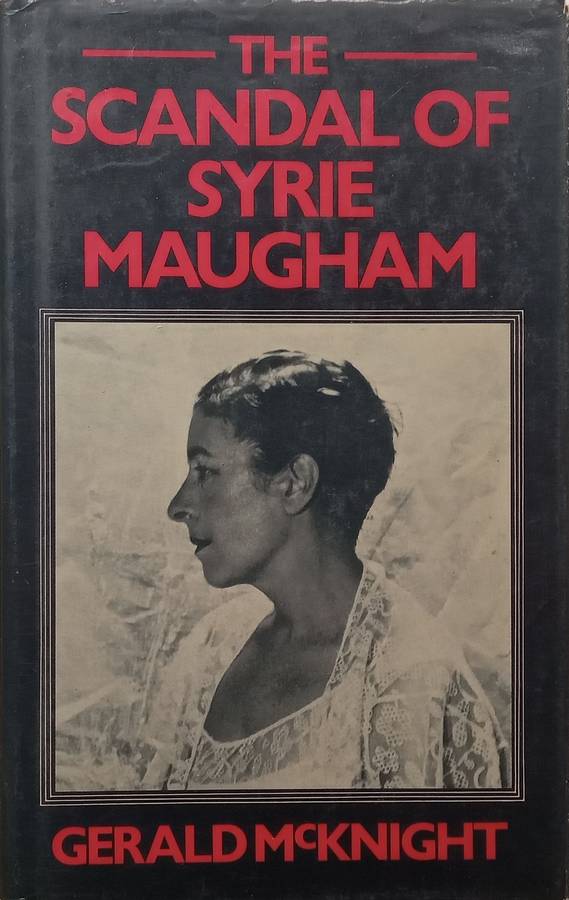 THE
SCANDAL OF
SYRIE
MAUGHAM
GERALD McKNIGHT